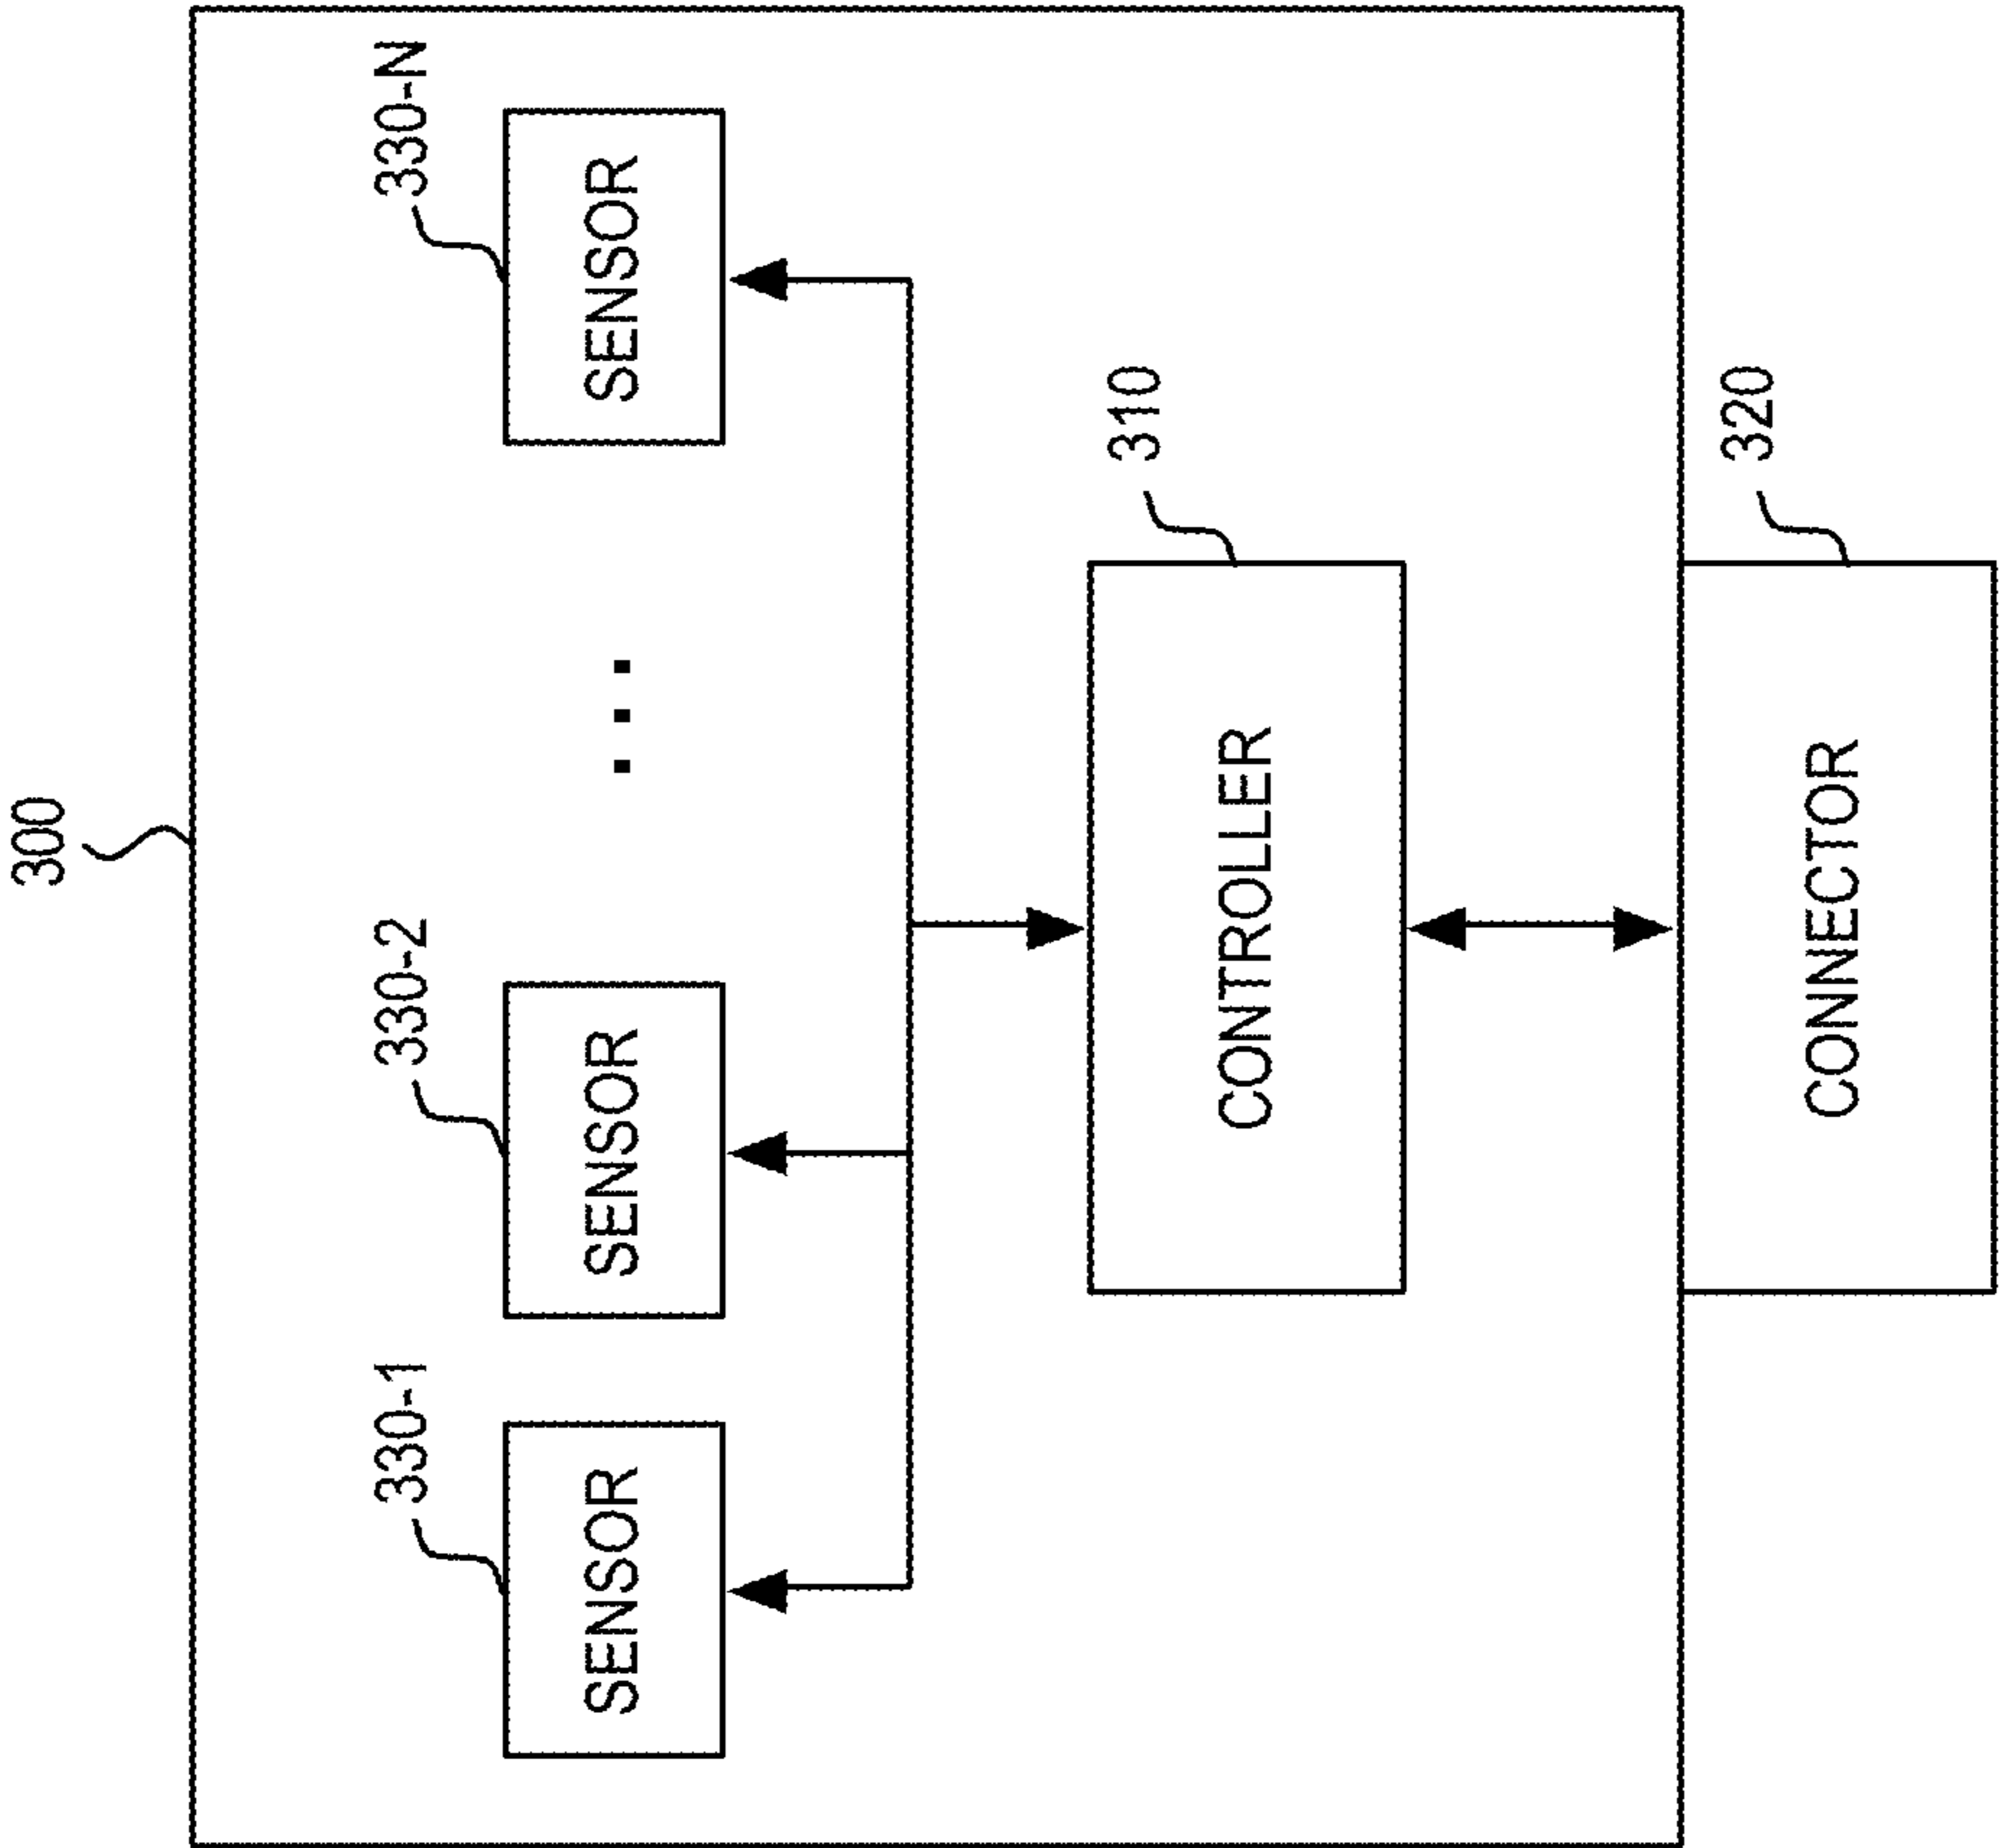 300
330-1
330-2
330-N
SENSOR
SENSOR
...
SENSOR
310
CONTROLLER
320
CONNECTOR